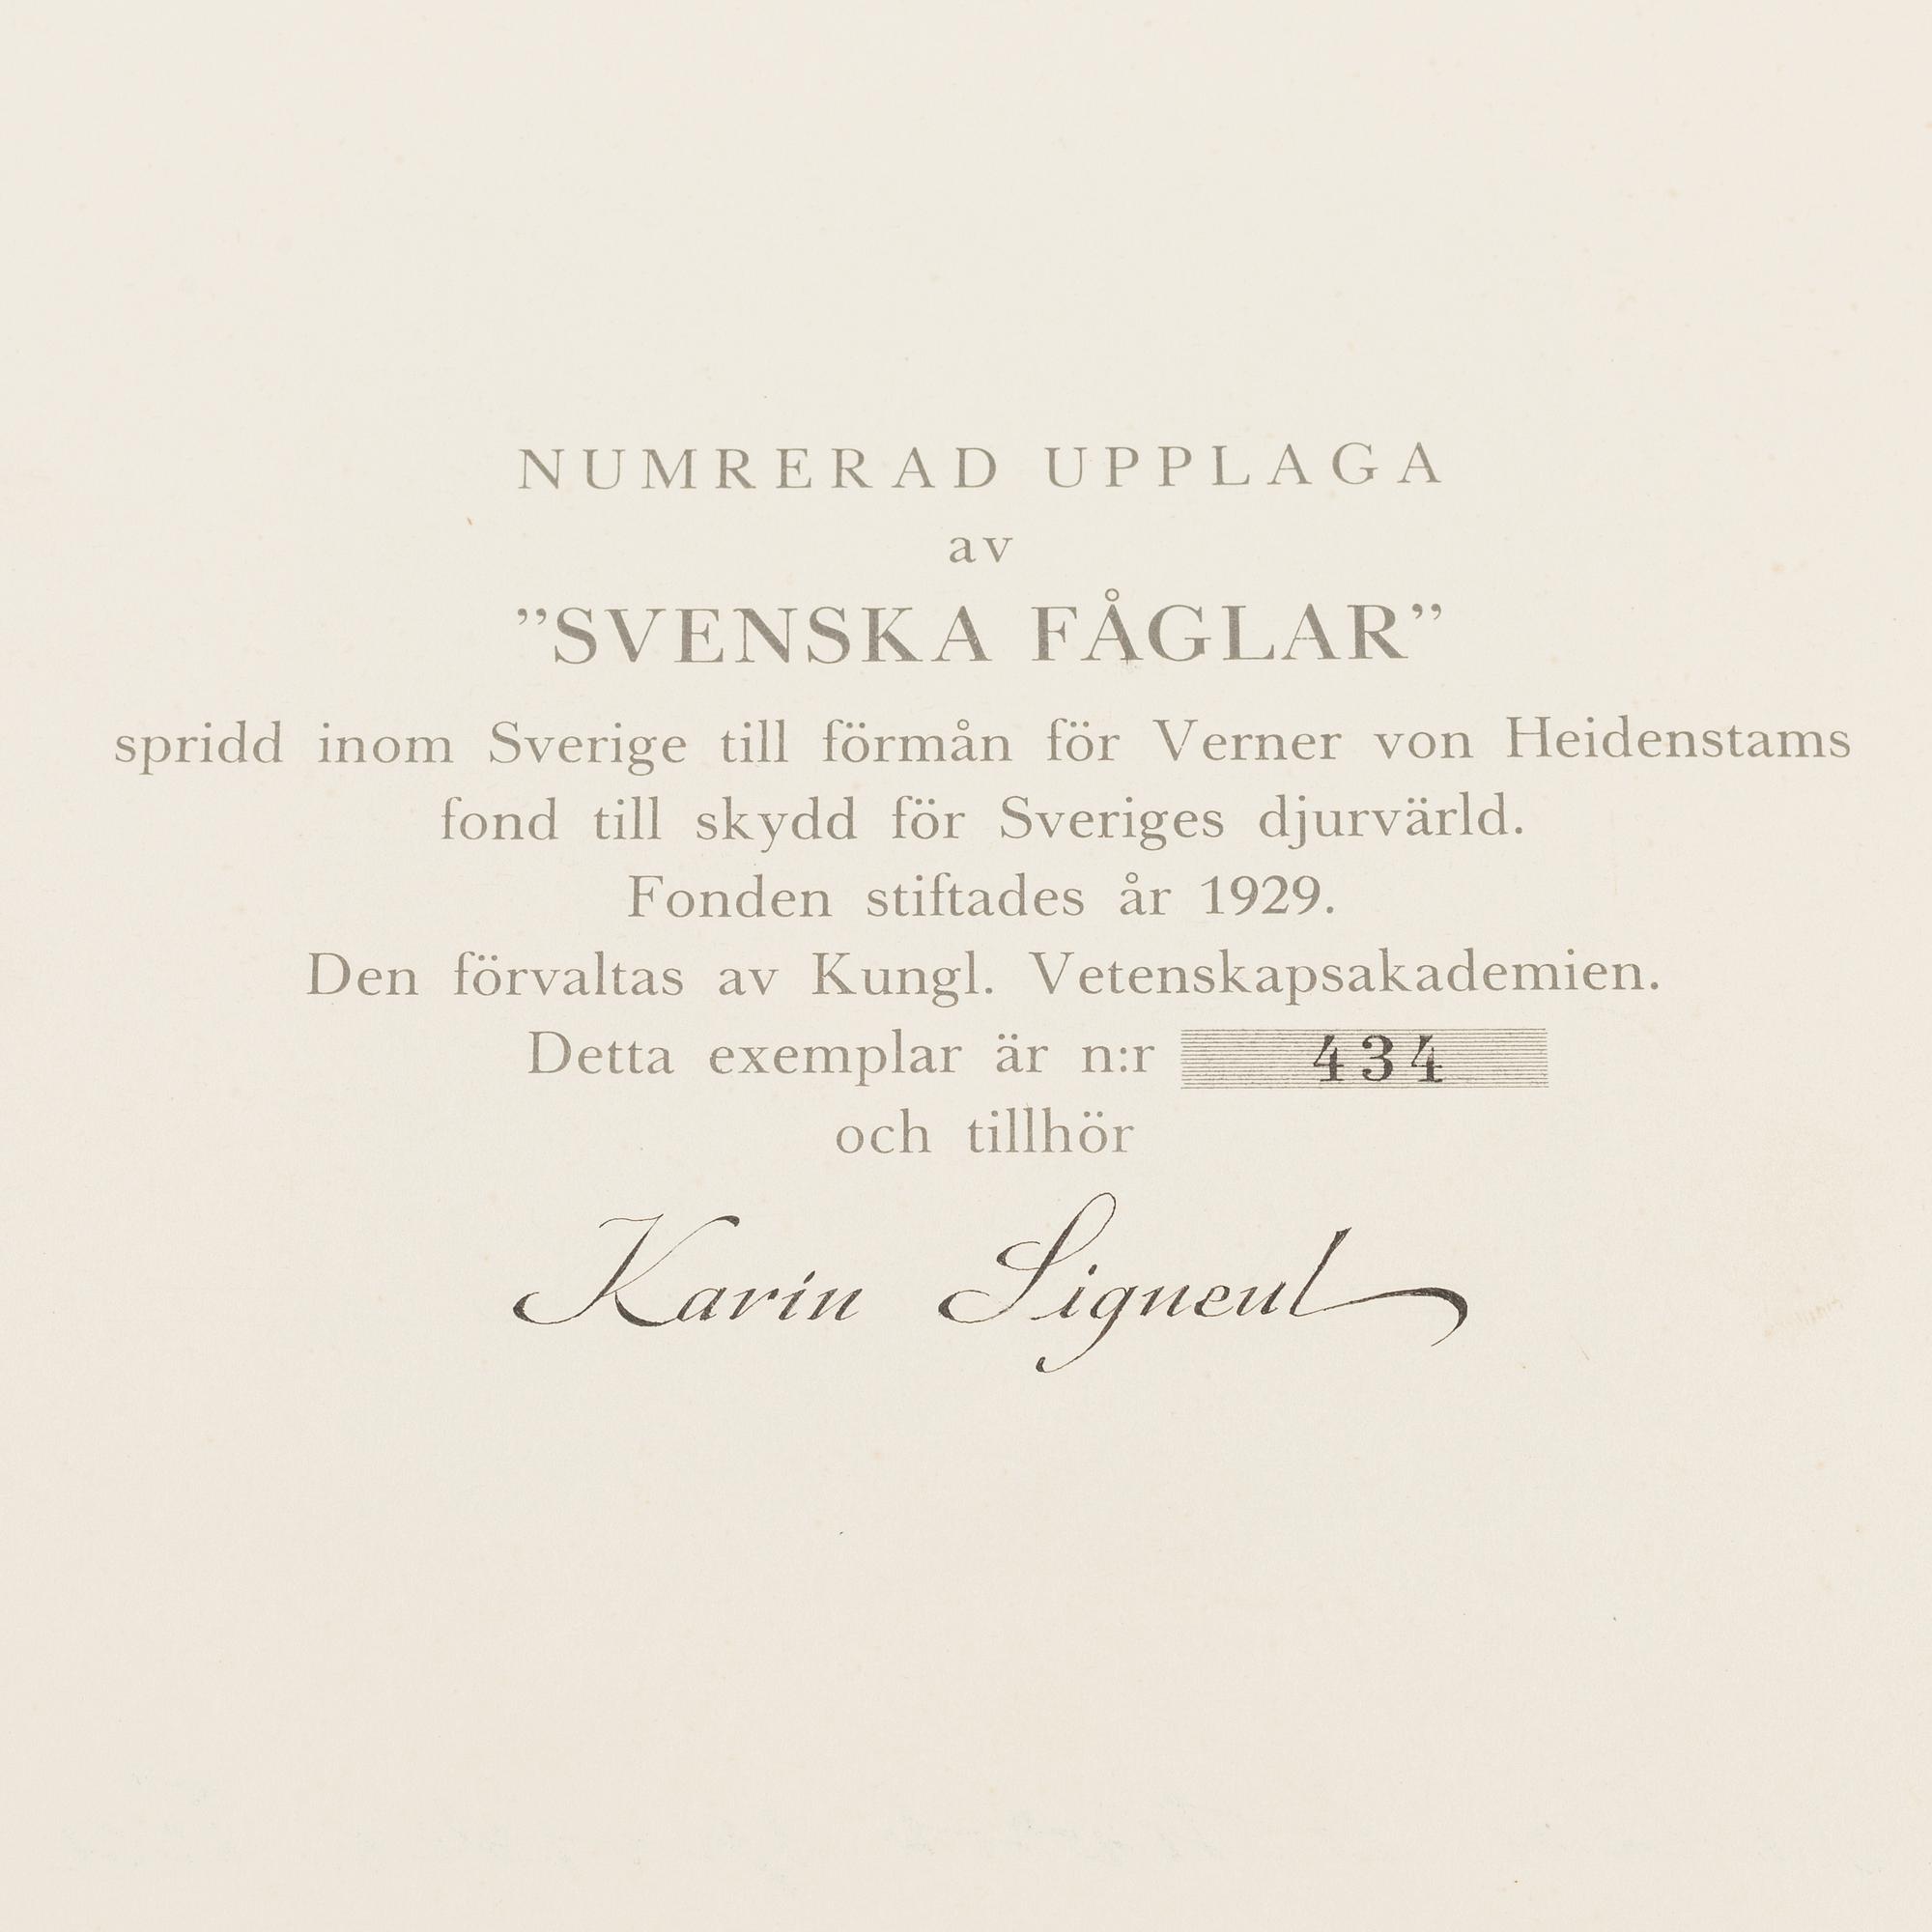 NUMRERAD UPPLAGA
av
”SVENSKA FÅGLAR”
spridd inom Sverige till förmån för Verner von Heidenstams
fond till skydd för Sveriges djurvärld.
Fonden stiftades år 1929.
Den förvaltas av Kungl. Vetenskapsakademien.
Detta exemplar är n:r 434
och tillhör
Karin Signeul